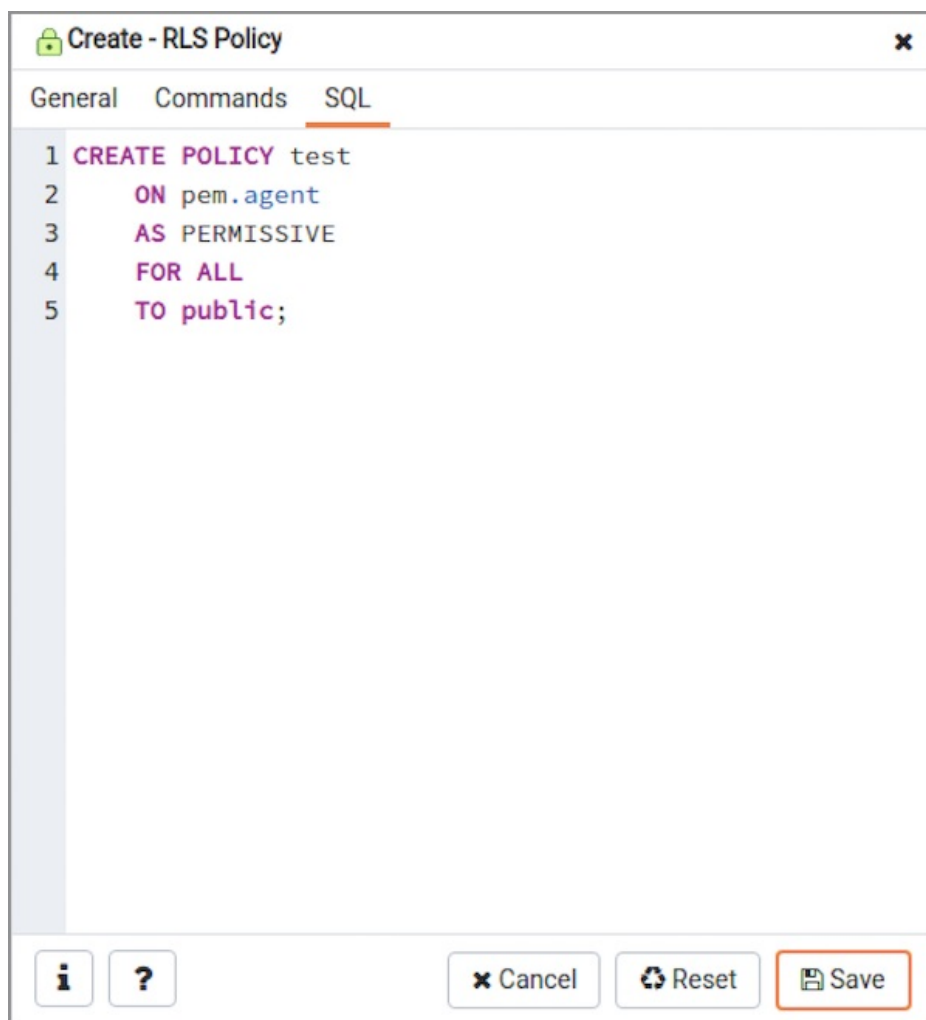 Create - RLS Policy
General Commands SQL
1 CREATE POLICY test
2 ON pem.agent
3 AS PERMISSIVE
4 FOR ALL
5 TO public;
i ? Cancel Reset Save